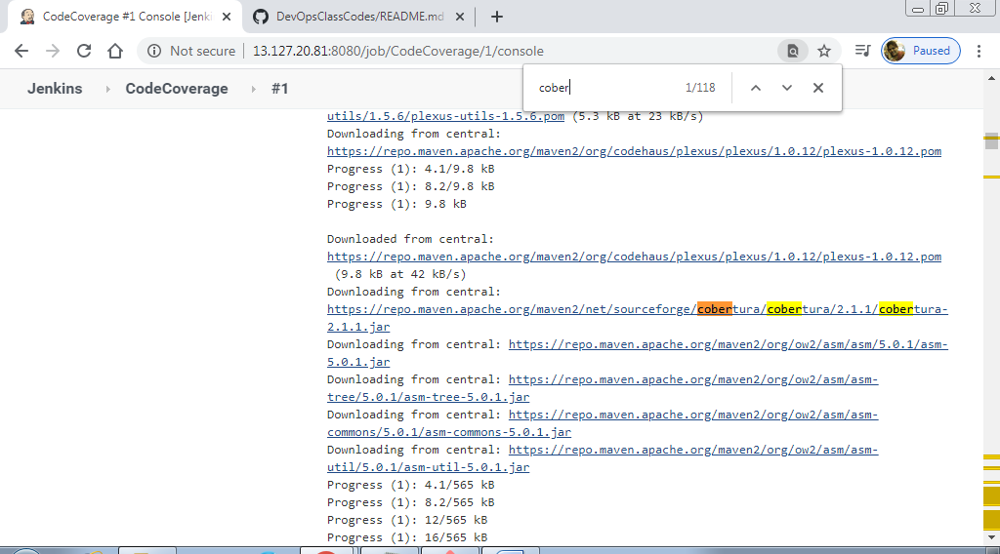 CodeCoverage #1 Console [Jenki
DevOpsClassCodes/README.md
Not secure
13.127.20.81:8080/job/CodeCoverage/1/console
Paused
cober
1/118
Jenkins
CodeCoverage
#1
utils/1.5.6/plexus-utils-1.5.6.pom (5.3 kB at 23 kB/s)
Downloading from central:
https://repo.maven.apache.org/maven2/org/codehaus/plexus/plexus/1.0.12/plexus-1.0.12.pom
Progress (1): 4.1/9.8 kB
Progress (1): 8.2/9.8 kB
Progress (1): 9.8 kB
Downloaded from central:
https://repo.maven.apache.org/maven2/org/codehaus/plexus/plexus/1.0.12/plexus-1.0.12.pom
(9.8 kB at 42 kB/s)
Downloading from central:
https://repo.maven.apache.org/maven2/net/sourceforge/cobertura/cobertura/2.1.1/cobertura-
2.1.1.jar
Downloading from central: https://repo.maven.apache.org/maven2/org/ow2/asm/asm/5.0.1/asm-
5.0.1.jar
Downloading from central: https://repo.maven.apache.org/maven2/org/ow2/asm/asm-
tree/5.0.1/asm-tree-5.0.1.jar
Downloading from central: https://repo.maven.apache.org/maven2/org/ow2/asm/asm-
commons/5.0.1/asm-commons-5.0.1.jar
Downloading from central: https://repo.maven.apache.org/maven2/org/ow2/asm/asm-
util/5.0.1/asm-util-5.0.1.jar
Progress (1): 4.1/565 kB
Progress (1): 8.2/565 kB
Progress (1): 12/565 kB
Progress (1): 16/565 kB